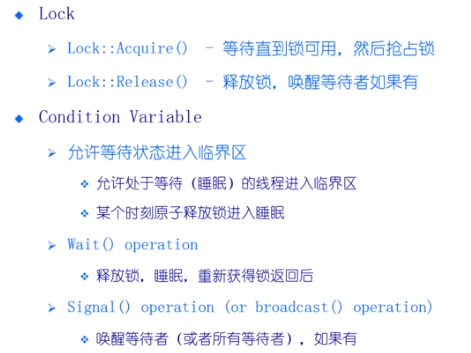 Lock
Lock::Acquire() - 等待直到锁可用，然后抢占锁
Lock::Release() - 释放锁，唤醒等待者如果有
Condition Variable
允许等待状态进入临界区
允许处于等待（睡眠）的线程进入临界区
某个时刻原子释放锁进入睡眠
Wait() operation
释放锁，睡眠，重新获得锁返回后
Signal() operation (or broadcast() operation)
唤醒等待者（或者所有等待者），如果有